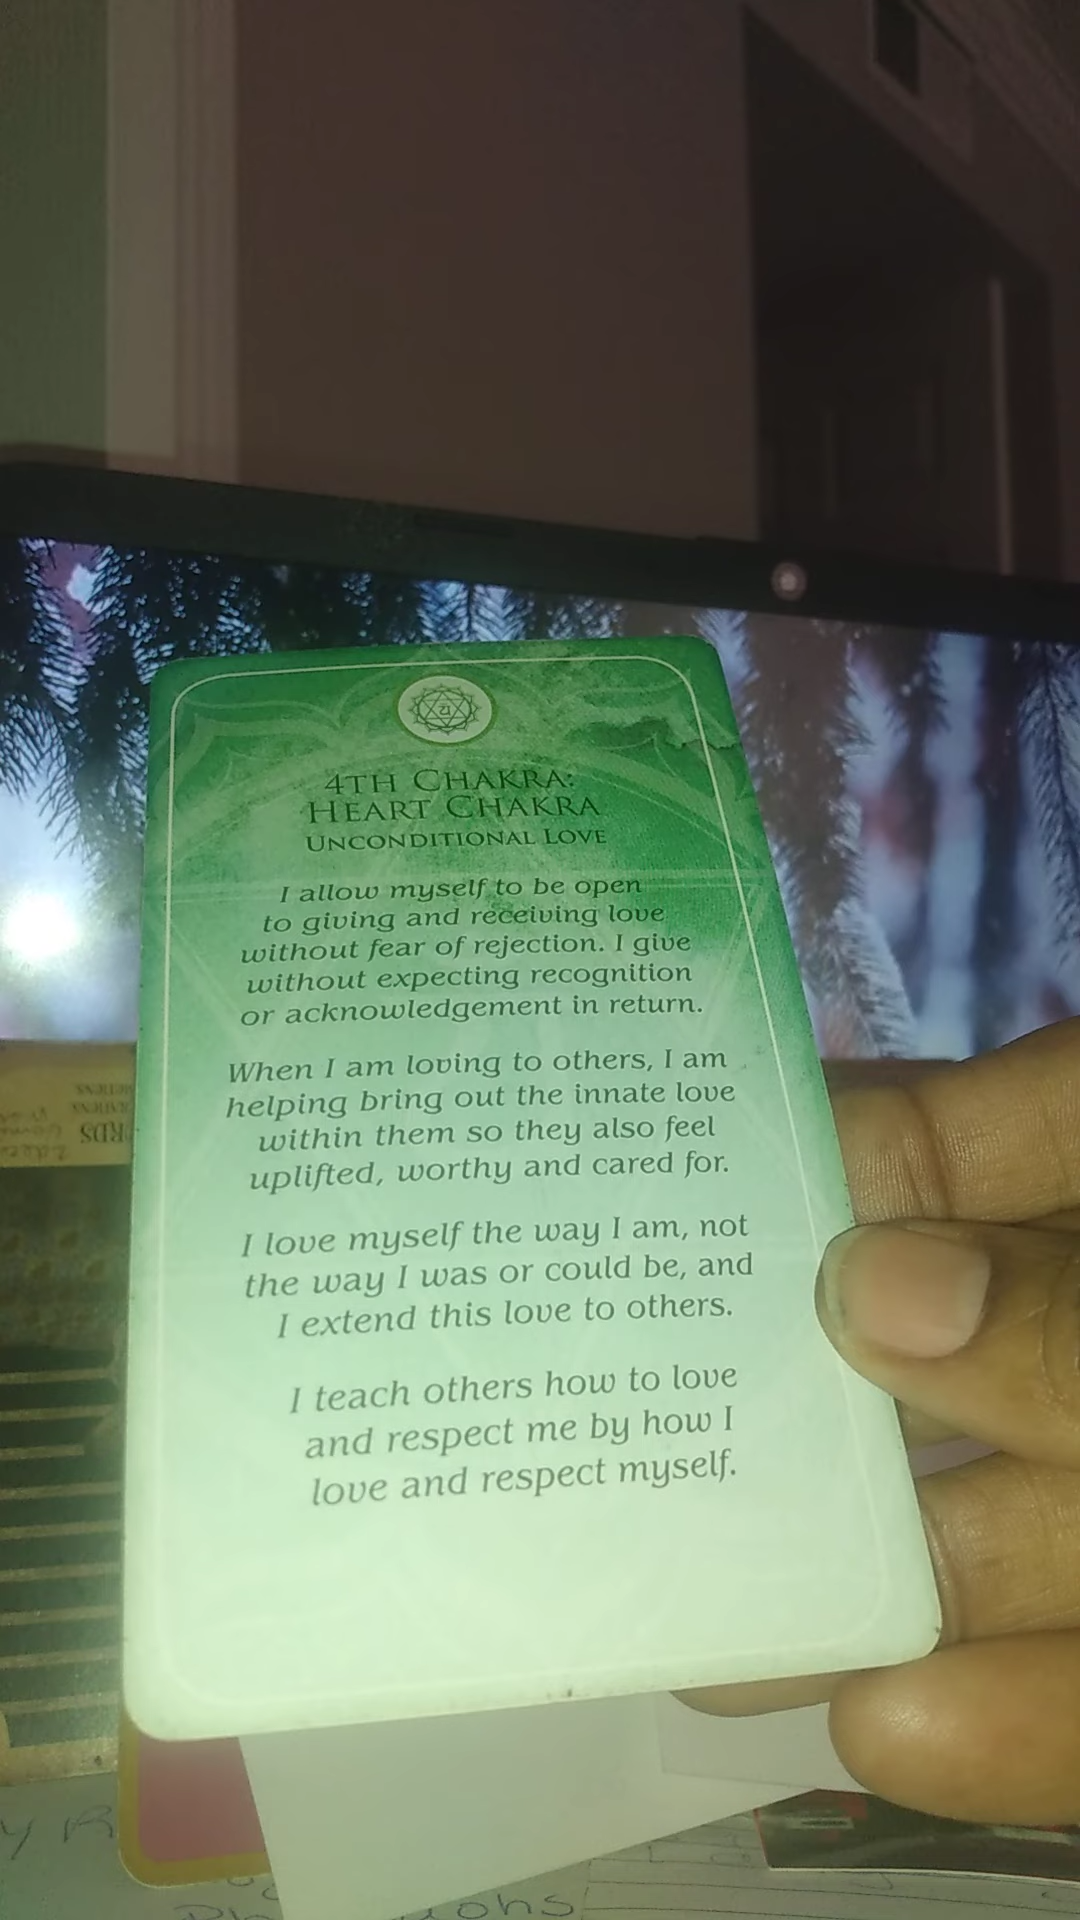 4TH CHAKRA:
HEART CHAKRA
UNCONDITIONAL LOVE
I allow myself to be open
to giving and receiving love
without fear of rejection. I give
without expecting recognition
or acknowledgement in return.
When I am loving to others, I am
helping bring out the innate love
within them so they also feel
uplifted, worthy and cared for.
I love myself the way I am, not
the way I was or could be, and
I extend this love to others.
I teach others how to love
and respect me by how I
love and respect myself.